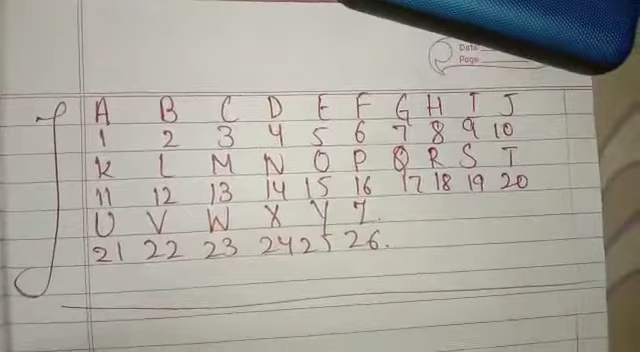 Date
Page
A B C D E F G H I J
1 2 3 4 5 6 7 8 9 10
K L M N O P Q R S T
11 12 13 14 15 16 17 18 19 20
U V W X Y Z
21 22 23 24 25 26.